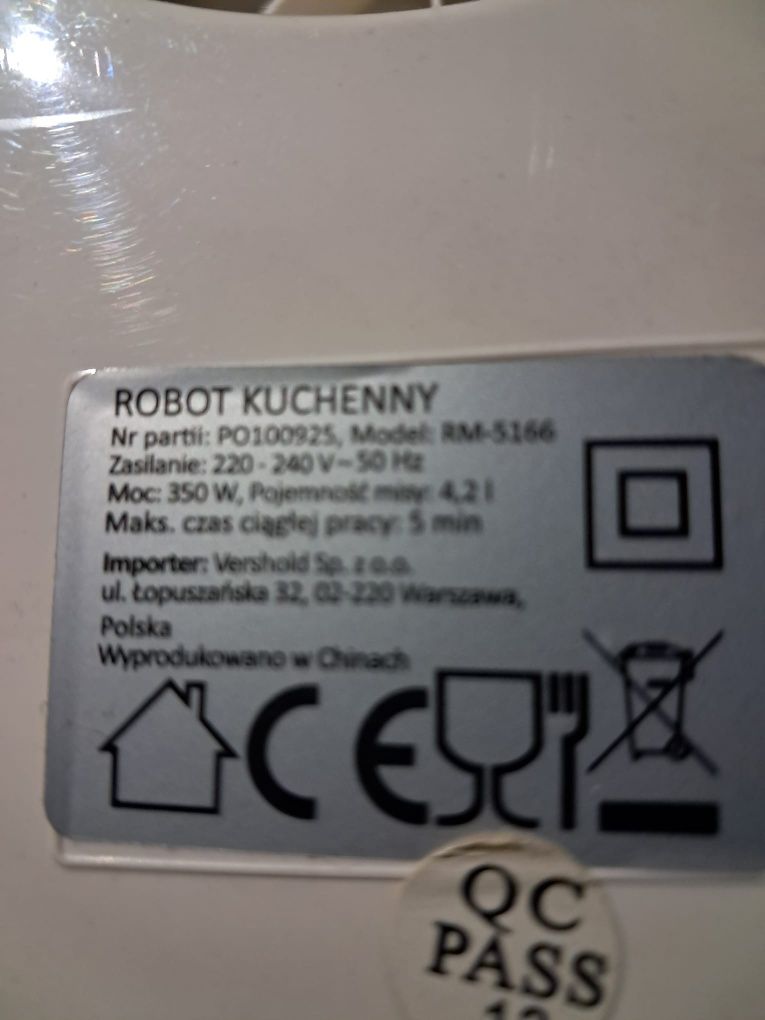 ROBOT KUCHENNY
Nr partii: PO100925, Model: RM-5166
Zasilanie: 220 - 240 V~ 50 Hz
Moc: 350 W, Pojemność misy: 4,2 l
Maks. czas ciągłej pracy: 5 min
Importer: Vershold Sp. z o.o.
ul. Łopuszańska 32, 02-220 Warszawa,
Polska
Wyprodukowano w Chinach
CE
QC
PASS